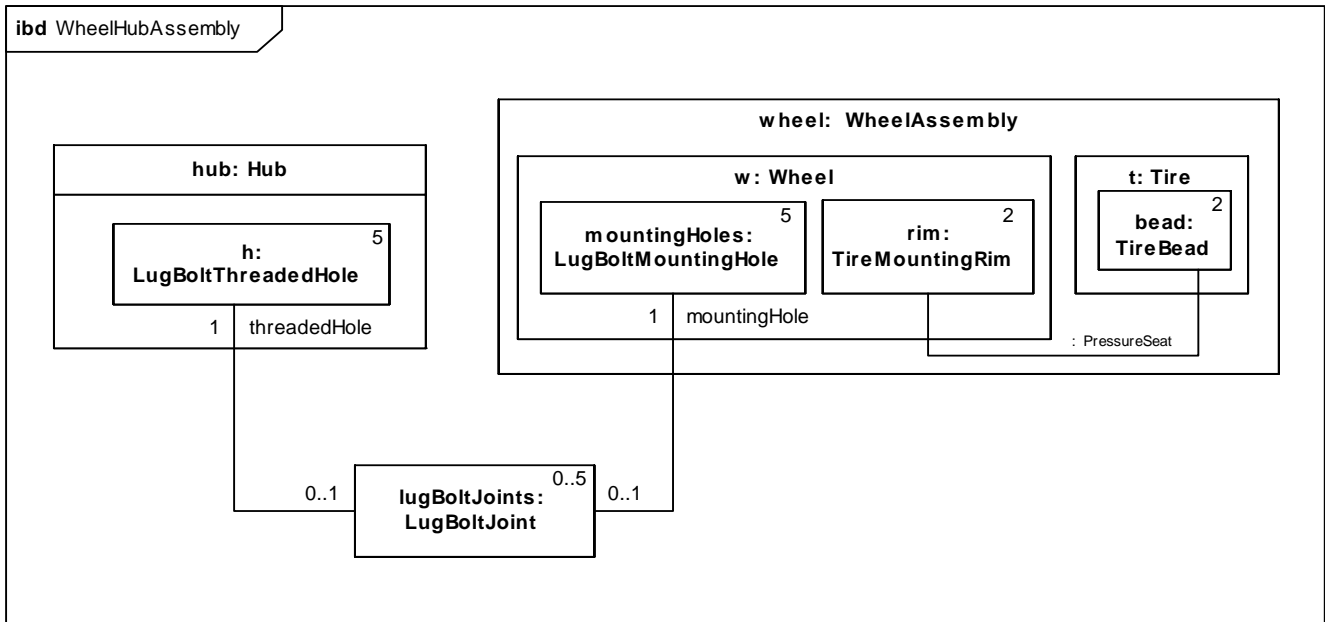 ibd WheelHubAssembly
wheel: WheelAssembly
hub: Hub
w: Wheel
t: Tire
5
h:
LugBoltThreadedHole
5
mountingHoles:
LugBoltMountingHole
2
rim:
TireMountingRim
2
bead:
TireBead
1 threadedHole
1 mountingHole
: PressureSeat
0..1
0..5
lugBoltJoints:
LugBoltJoint
0..1